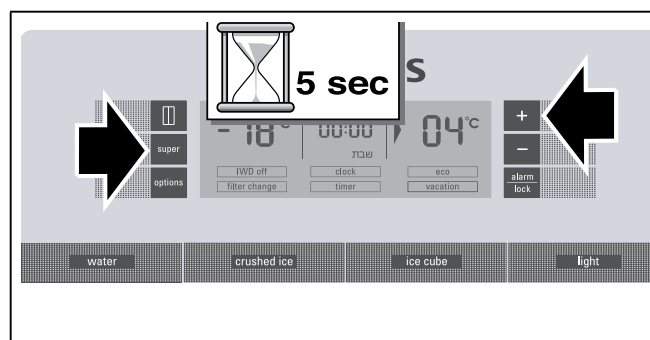 5 sec
S
super
options
-18°c
00:00
04°c
שבת
IWD off
clock
eco
filter change
timer
vacation
+
−
alarm
lock
water
crushed ice
ice cube
light